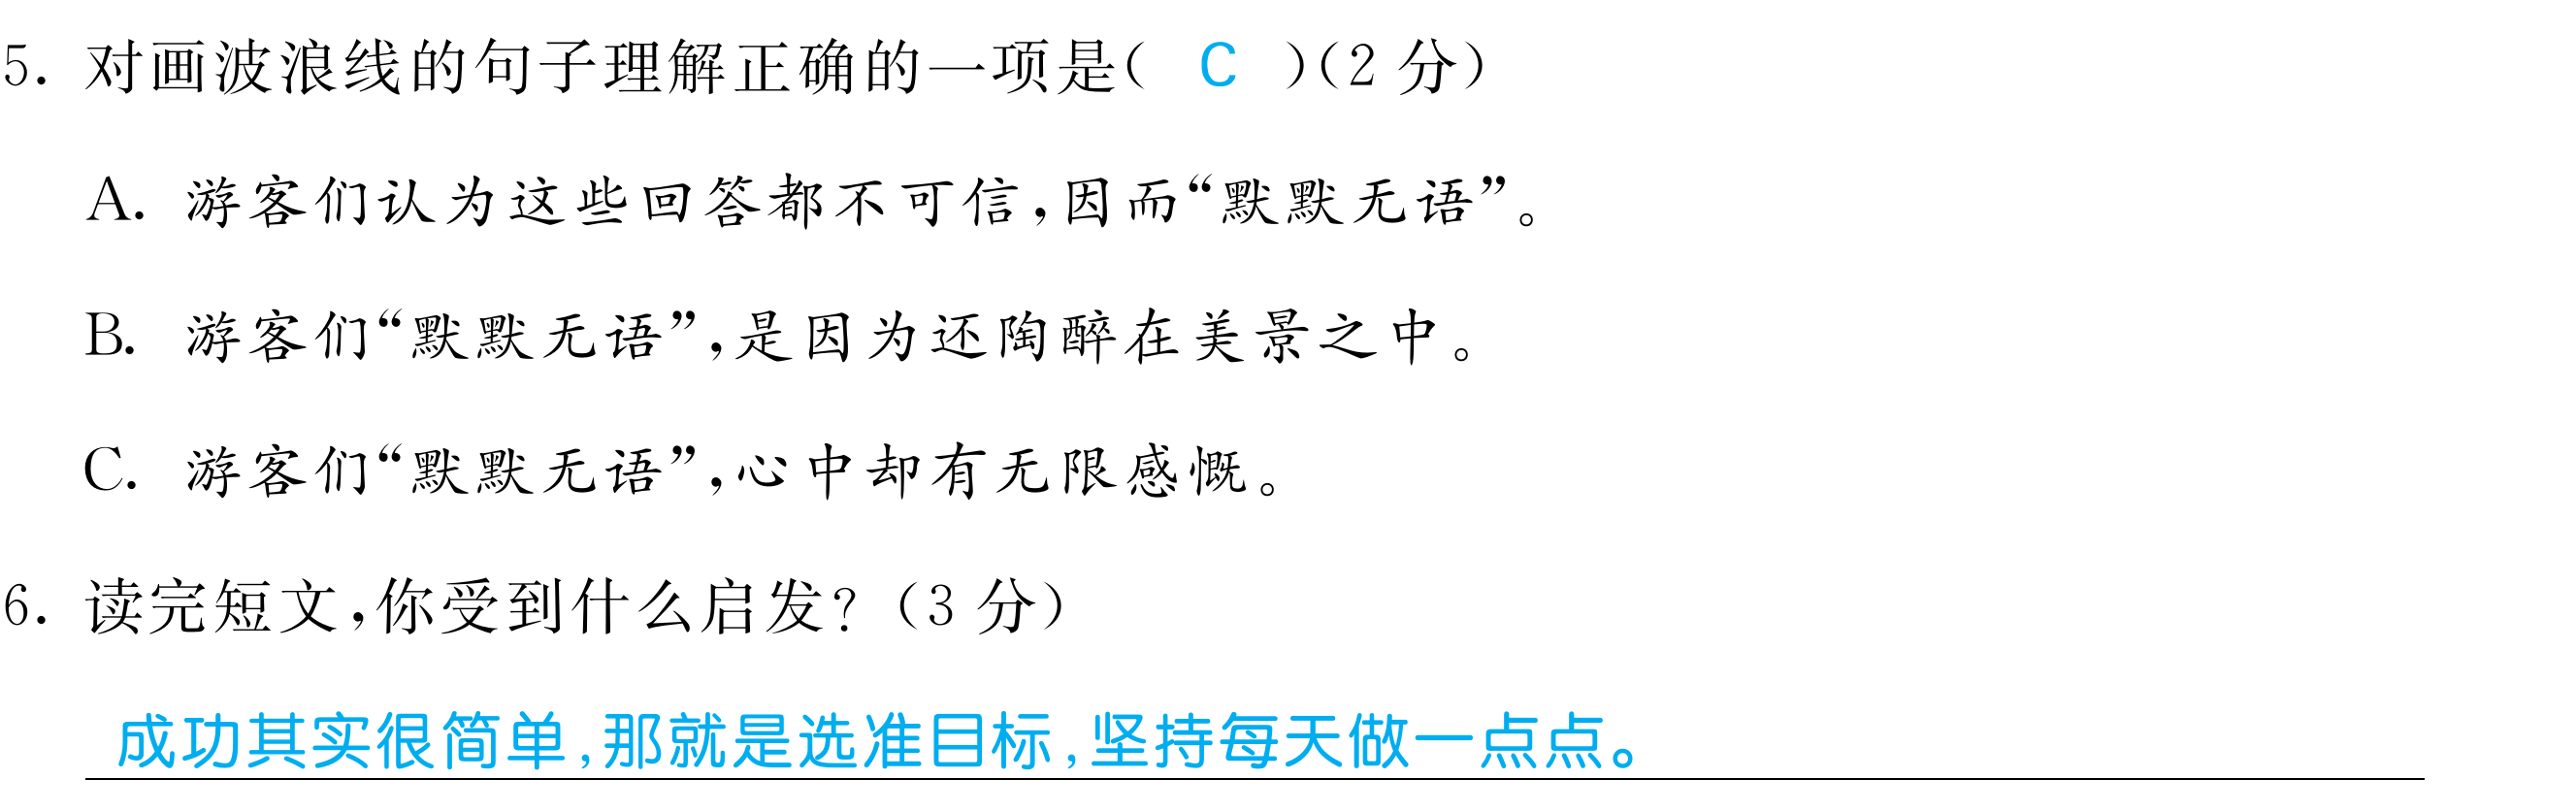 5. 对画波浪线的句子理解正确的一项是( C )(2 分)
A. 游客们认为这些回答都不可信,因而“默默无语”。
B. 游客们“默默无语”,是因为还陶醉在美景之中。
C. 游客们“默默无语”,心中却有无限感慨。
6. 读完短文,你受到什么启发?(3 分)
成功其实很简单,那就是选准目标,坚持每天做一点点。